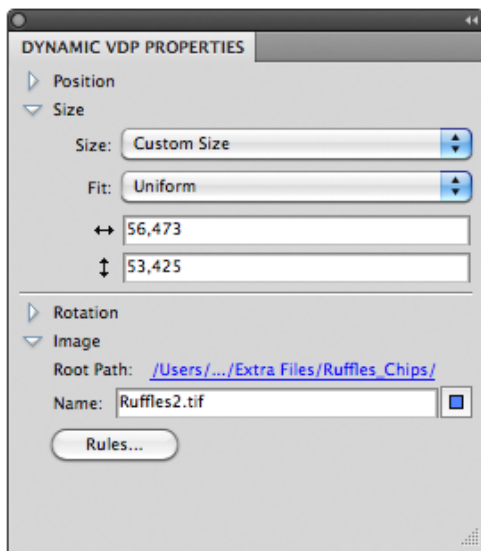 DYNAMIC VDP PROPERTIES
Position
Size
Size: Custom Size
Fit: Uniform
56,473
53,425
Rotation
Image
Root Path: /Users/.../Extra Files/Ruffles_Chips/
Name: Ruffles2.tif
Rules...